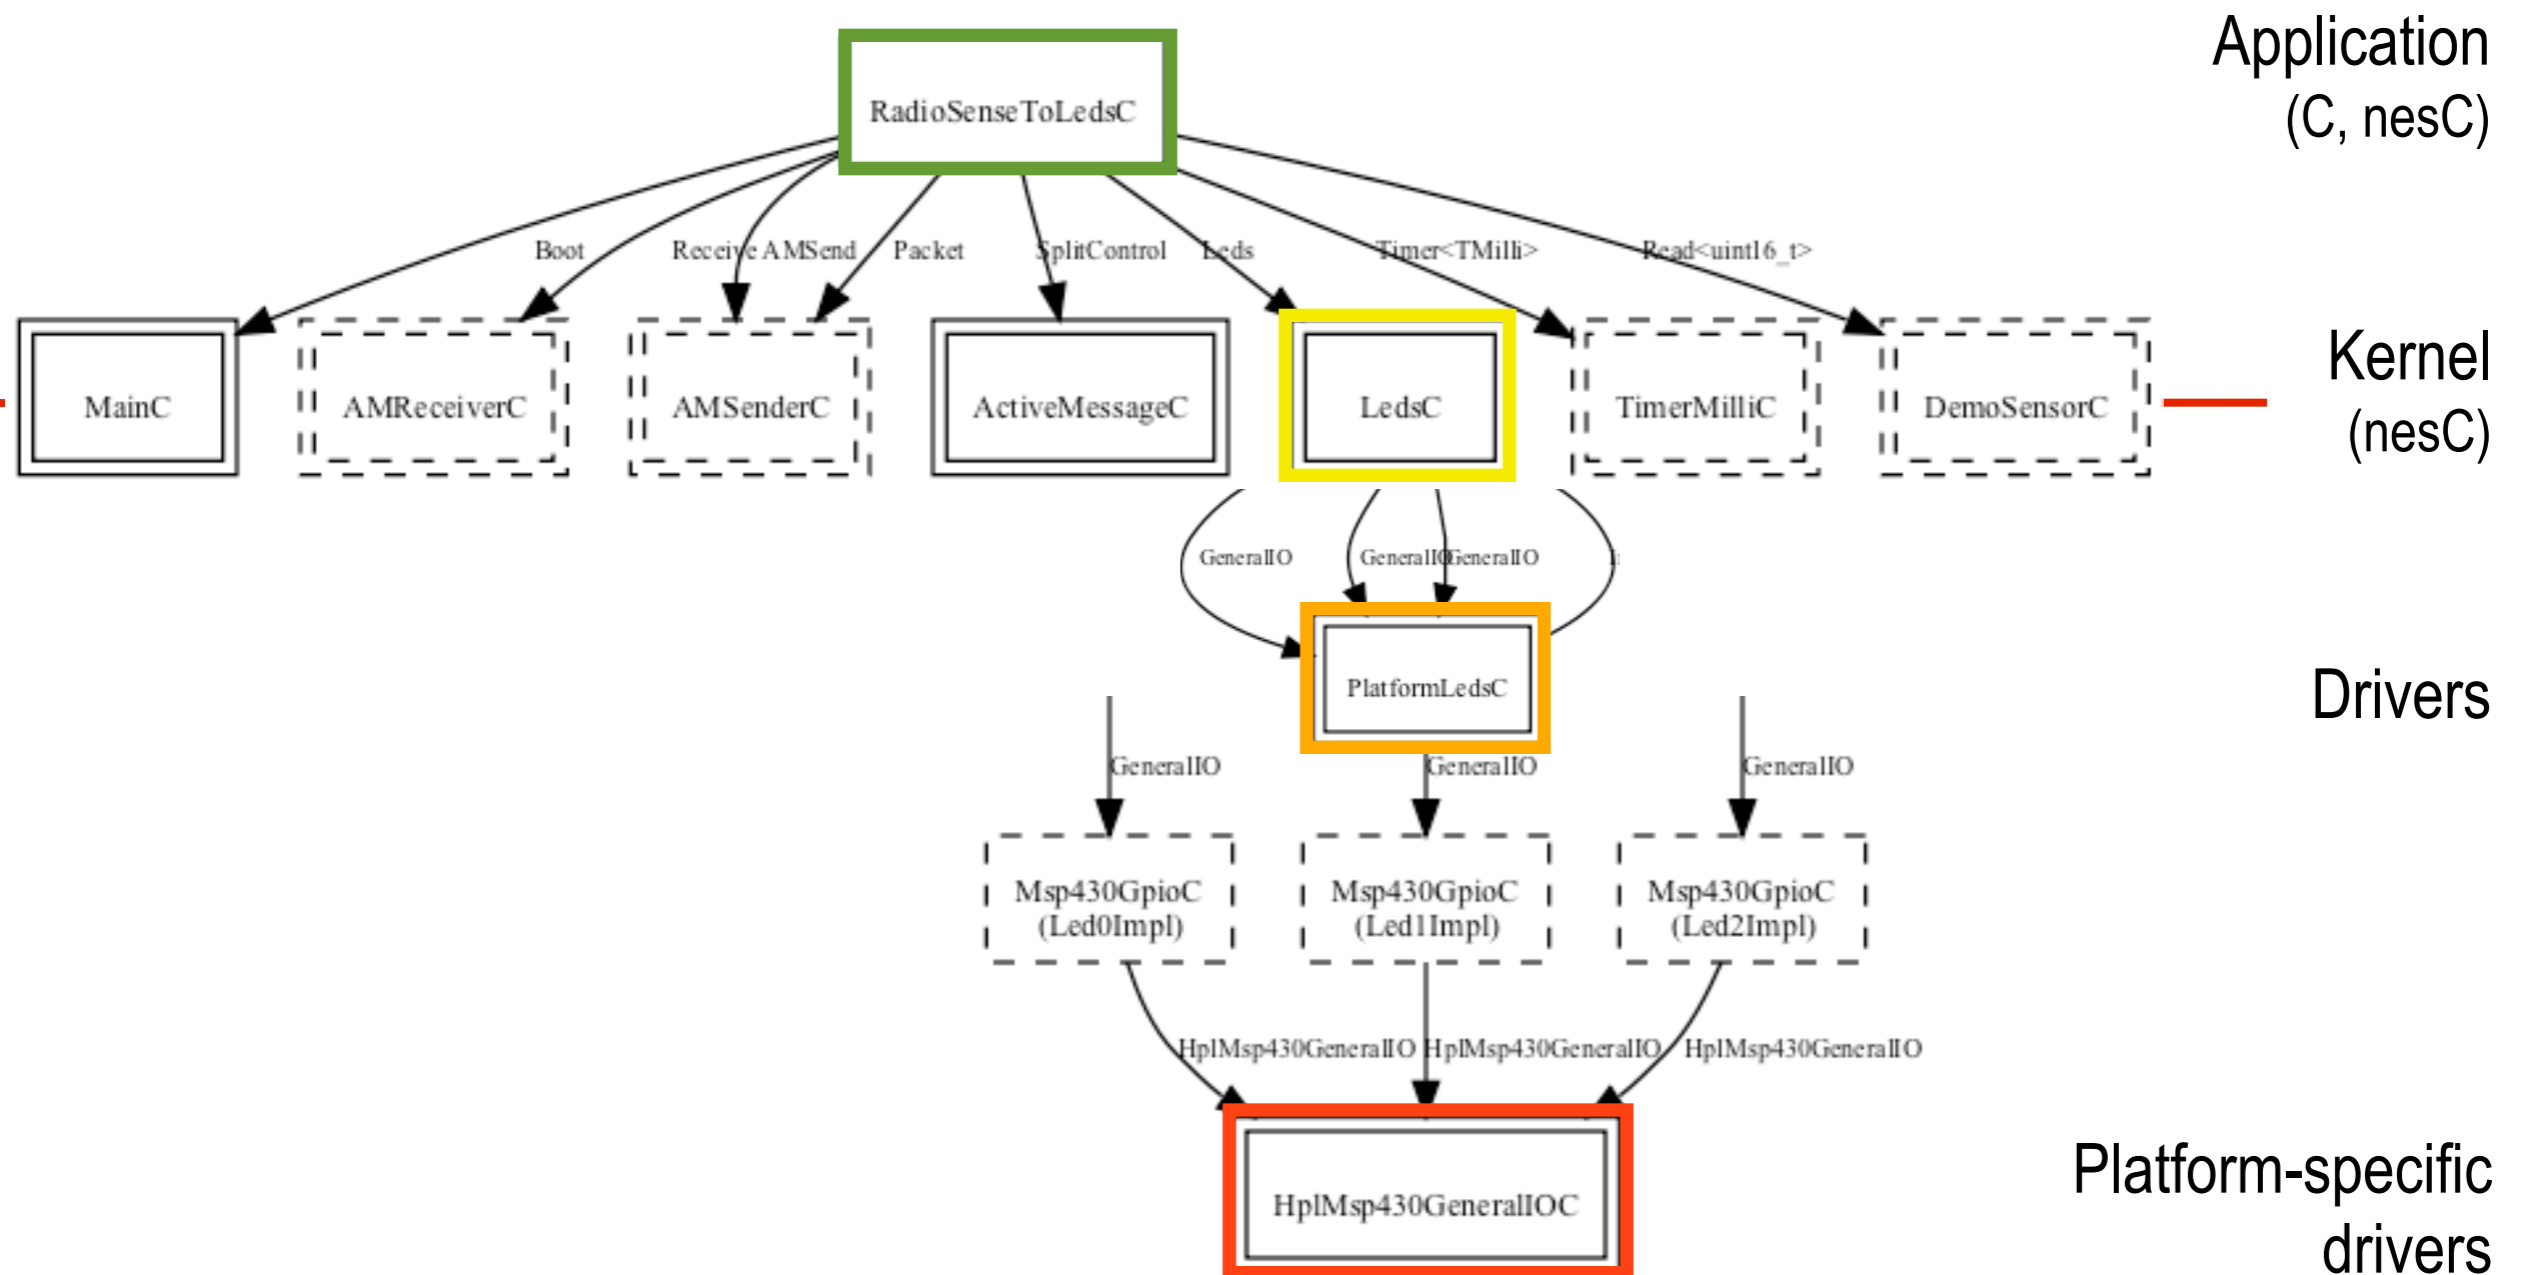 Application
(C, nesC)
RadioSenseToLedsC
Boot
Receive
AMSend
Packet
SplitControl
Leds
Timer<TMilli>
Read<uint16_t>
MainC
AMReceiverC
AMSenderC
ActiveMessageC
LedsC
TimerMilliC
DemoSensorC
Kernel
(nesC)
GeneralIO
GeneralIO
GeneralIO
PlatformLedsC
Drivers
GeneralIO
GeneralIO
GeneralIO
Msp430GpioC
(Led0Impl)
Msp430GpioC
(Led1Impl)
Msp430GpioC
(Led2Impl)
HplMsp430GeneralIO
HplMsp430GeneralIO
HplMsp430GeneralIO
HplMsp430GeneralIOC
Platform-specific
drivers